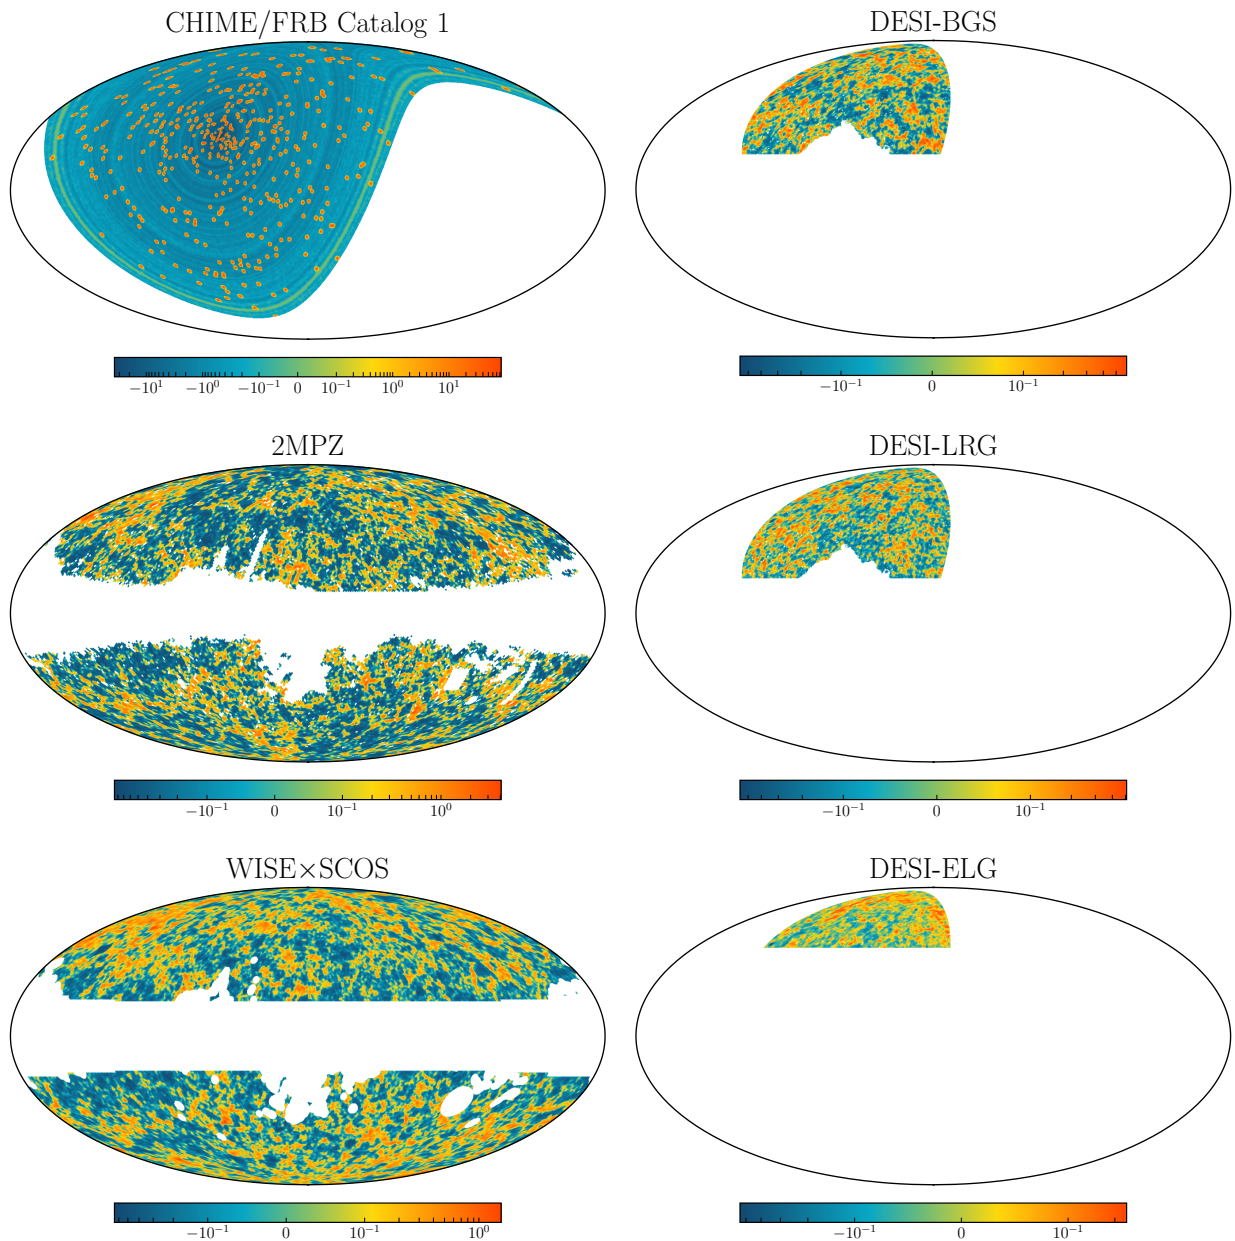 CHIME/FRB Catalog 1
DESI-BGS
−10¹ −10⁰ −10⁻¹ 0 10⁻¹ 10⁰ 10¹
−10⁻¹ 0 10⁻¹
2MPZ
DESI-LRG
−10⁻¹ 0 10⁻¹ 10⁰
−10⁻¹ 0 10⁻¹
WISE×SCOS
DESI-ELG
−10⁻¹ 0 10⁻¹ 10⁰
−10⁻¹ 0 10⁻¹